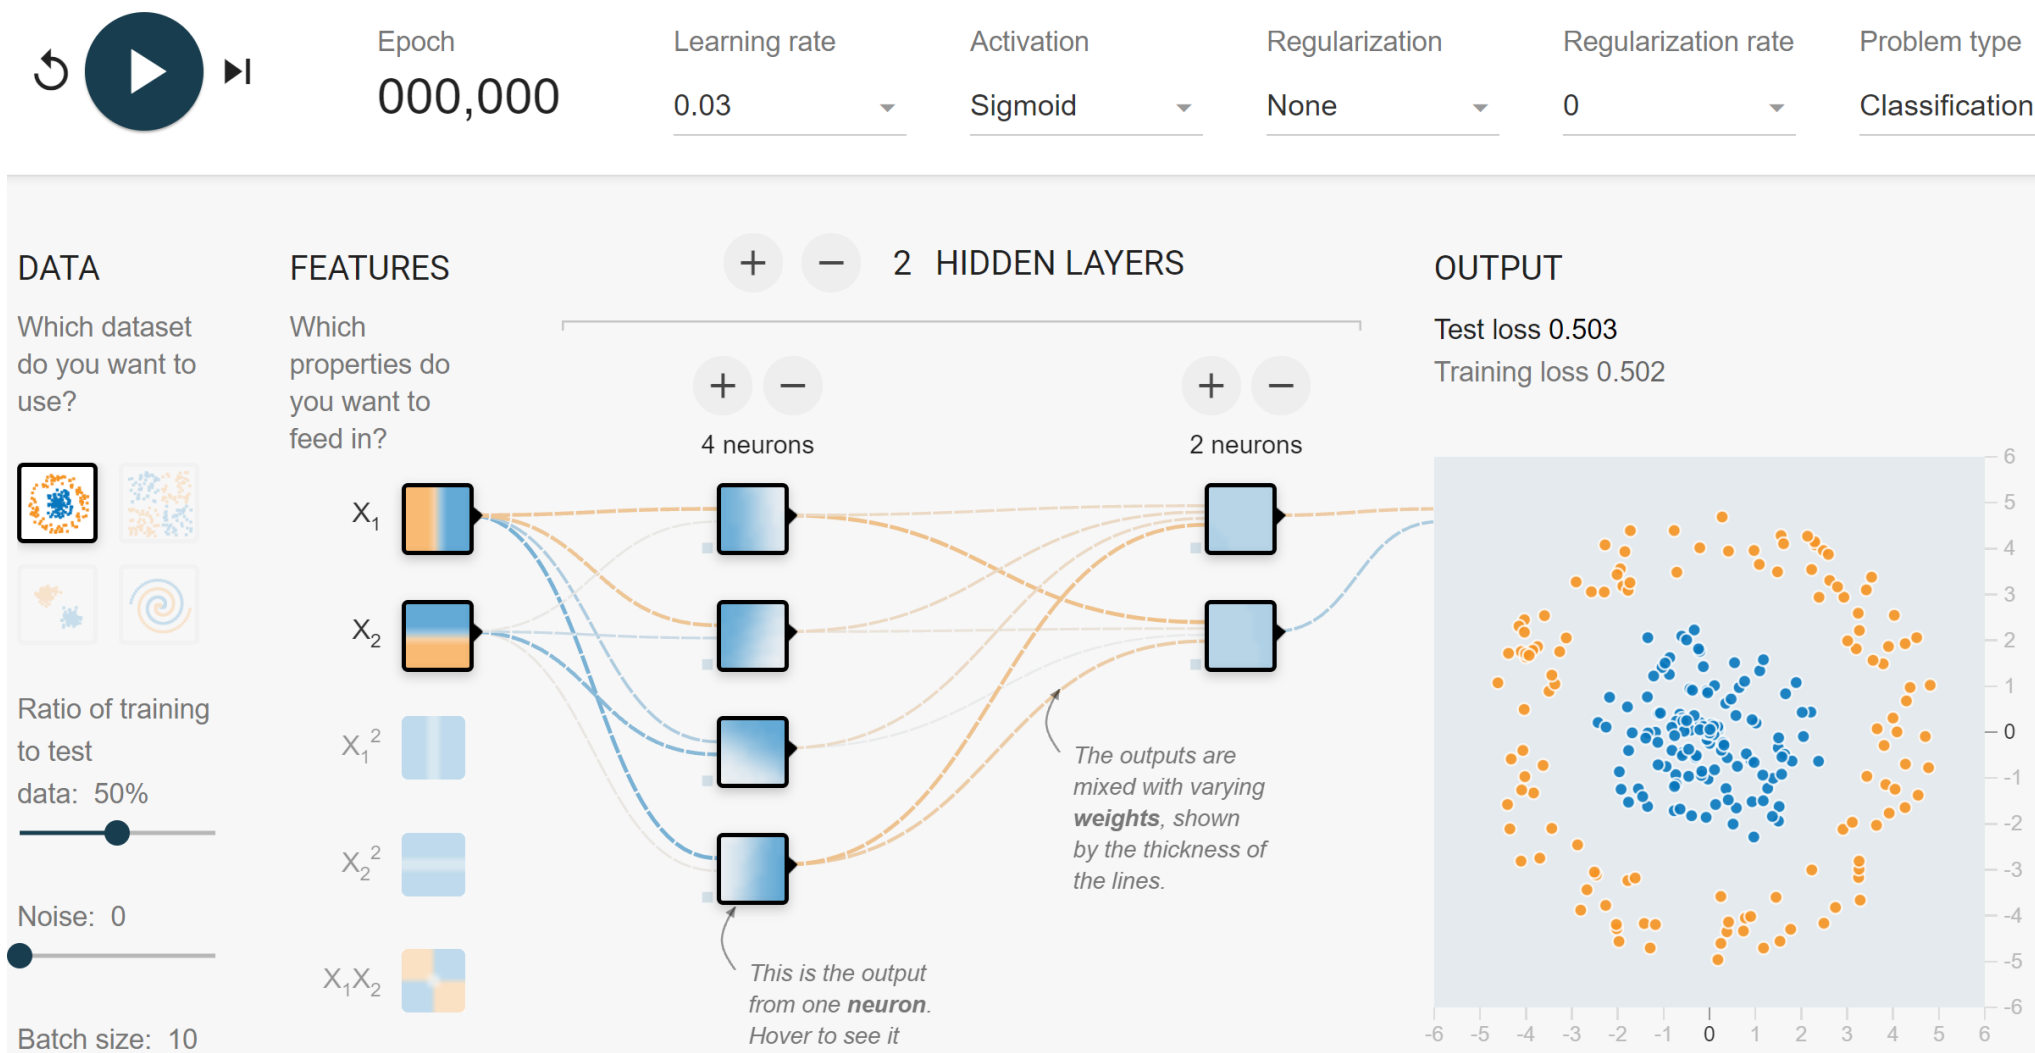 Epoch
000,000
Learning rate
0.03
Activation
Sigmoid
Regularization
None
Regularization rate
0
Problem type
Classification
DATA
Which dataset
do you want to
use?
Ratio of training
to test
data: 50%
Noise: 0
Batch size: 10
FEATURES
Which
properties do
you want to
feed in?
X1
X2
X1²
X2²
X1X2
+ − 2 HIDDEN LAYERS
+ −
4 neurons
+ −
2 neurons
The outputs are
mixed with varying
weights, shown
by the thickness of
the lines.
This is the output
from one neuron.
Hover to see it
OUTPUT
Test loss 0.503
Training loss 0.502
6
5
4
3
2
1
0
-1
-2
-3
-4
-5
-6
-6 -5 -4 -3 -2 -1 0 1 2 3 4 5 6